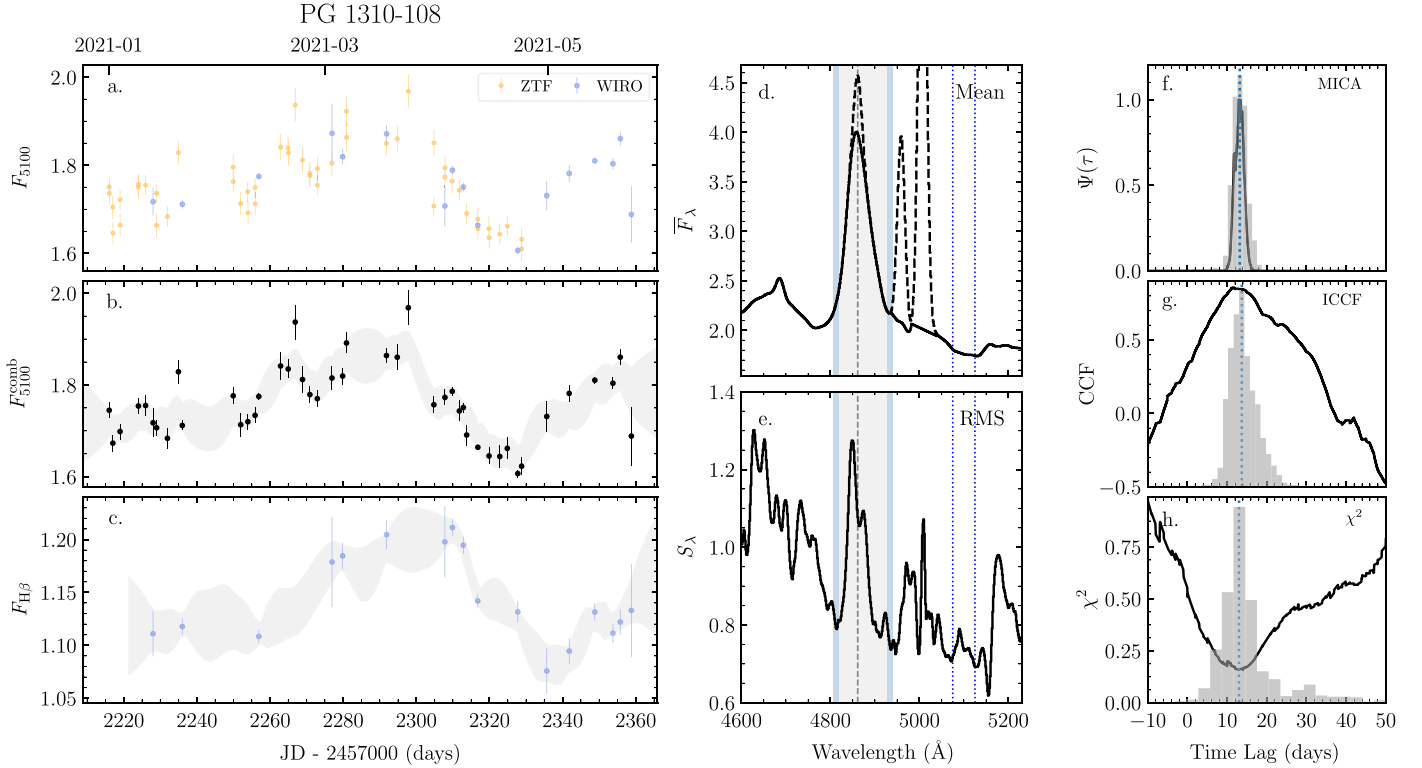 PG 1310-108
2021-01 2021-03 2021-05
a. ZTF WIRO
2.0
1.8
1.6
F5100
b.
2.0
1.8
1.6
F5100comb
c.
1.20
1.15
1.10
1.05
FHβ
2220 2240 2260 2280 2300 2320 2340 2360
JD - 2457000 (days)
d. Mean
4.5
4.0
3.5
3.0
2.5
2.0
F̅λ
e. RMS
1.4
1.2
1.0
0.8
0.6
Sλ
4600 4800 5000 5200
Wavelength (Å)
f. MICA
1.0
0.5
0.0
Ψ(τ)
g. ICCF
0.5
0.0
−0.5
CCF
h. χ²
0.75
0.50
0.25
0.00
χ²
−10 0 10 20 30 40 50
Time Lag (days)